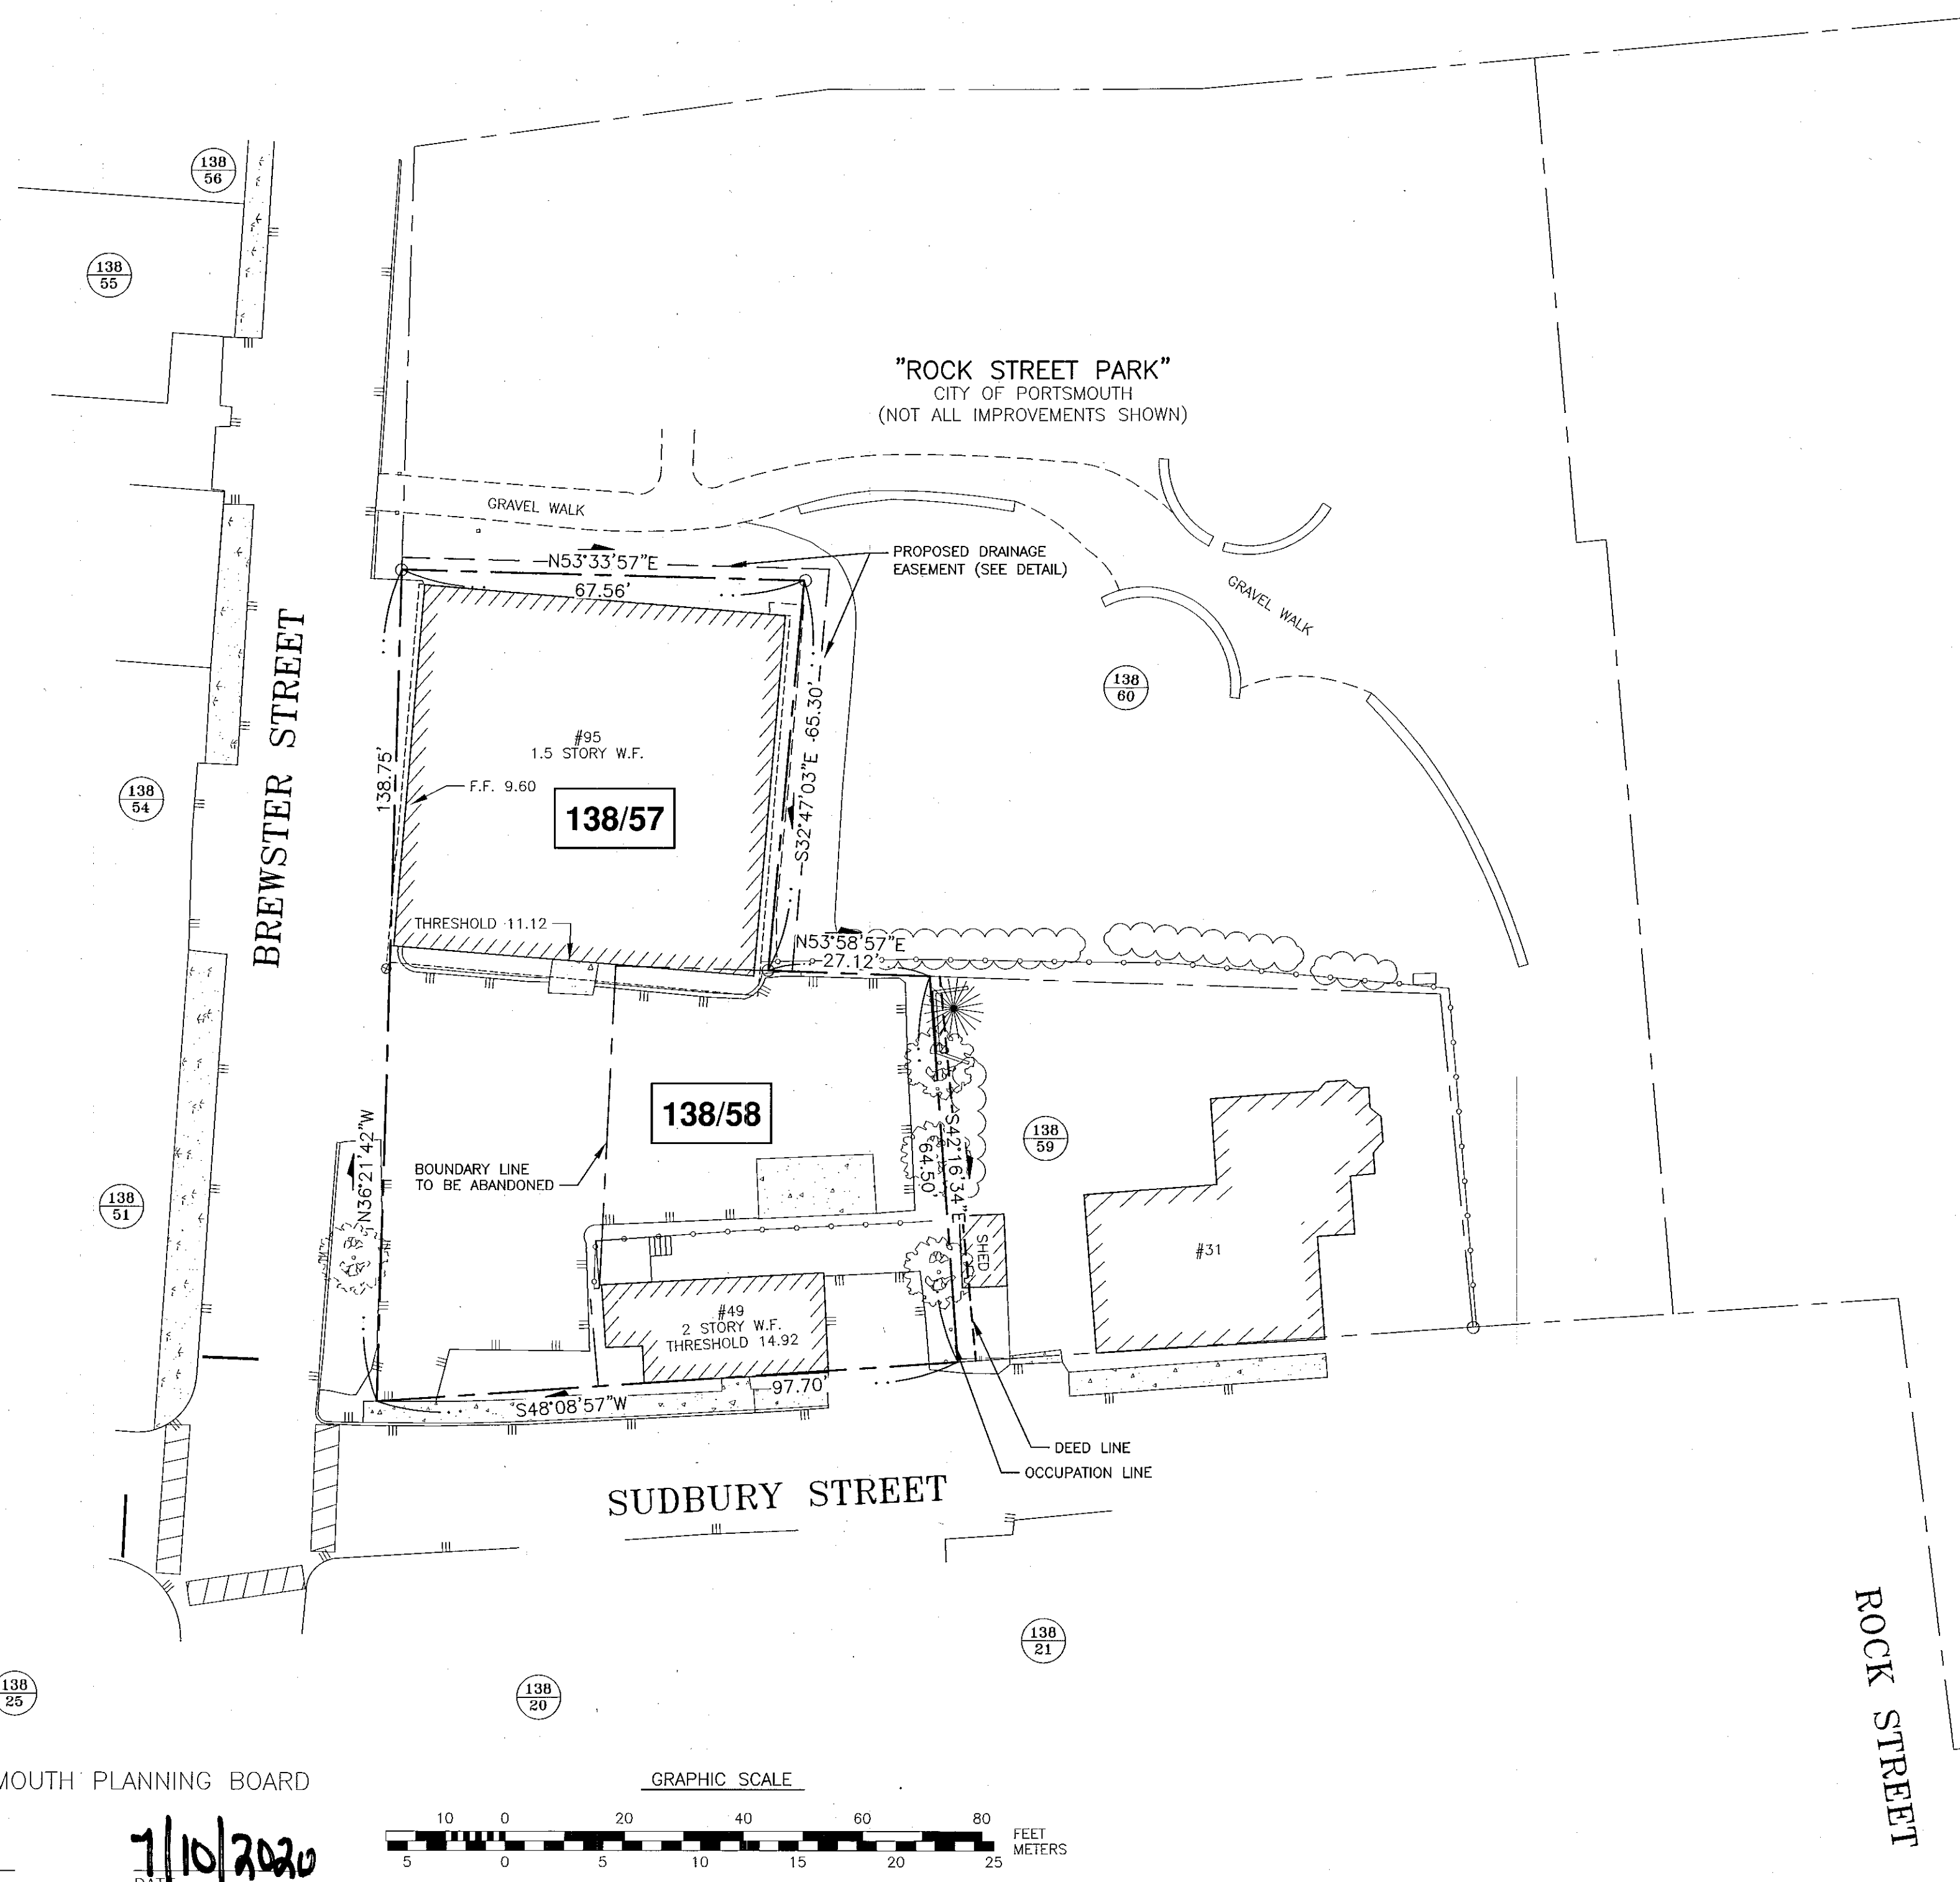 138
56
138
55
"ROCK STREET PARK"
CITY OF PORTSMOUTH
(NOT ALL IMPROVEMENTS SHOWN)
GRAVEL WALK
N53°33'57"E
67.56'
PROPOSED DRAINAGE
EASEMENT (SEE DETAIL)
GRAVEL WALK
BREWSTER STREET
138
60
S32°47'03"E 65.30'
#95
1.5 STORY W.F.
138.75'
F.F. 9.60
138/57
138
54
THRESHOLD 11.12
N53°58'57"E
27.12'
138/58
N36°21'42"W
S42°16'34"E
64.50'
138
59
BOUNDARY LINE
TO BE ABANDONED
138
51
SHED
#31
#49
2 STORY W.F.
THRESHOLD 14.92
97.70'
S48°08'57"W
DEED LINE
OCCUPATION LINE
SUDBURY STREET
138
21
138
25
138
20
ROCK STREET
MOUTH PLANNING BOARD
GRAPHIC SCALE
10 0 20 40 60 80
FEET
METERS
5 0 5 10 15 20 25
7/10/2020
DATE